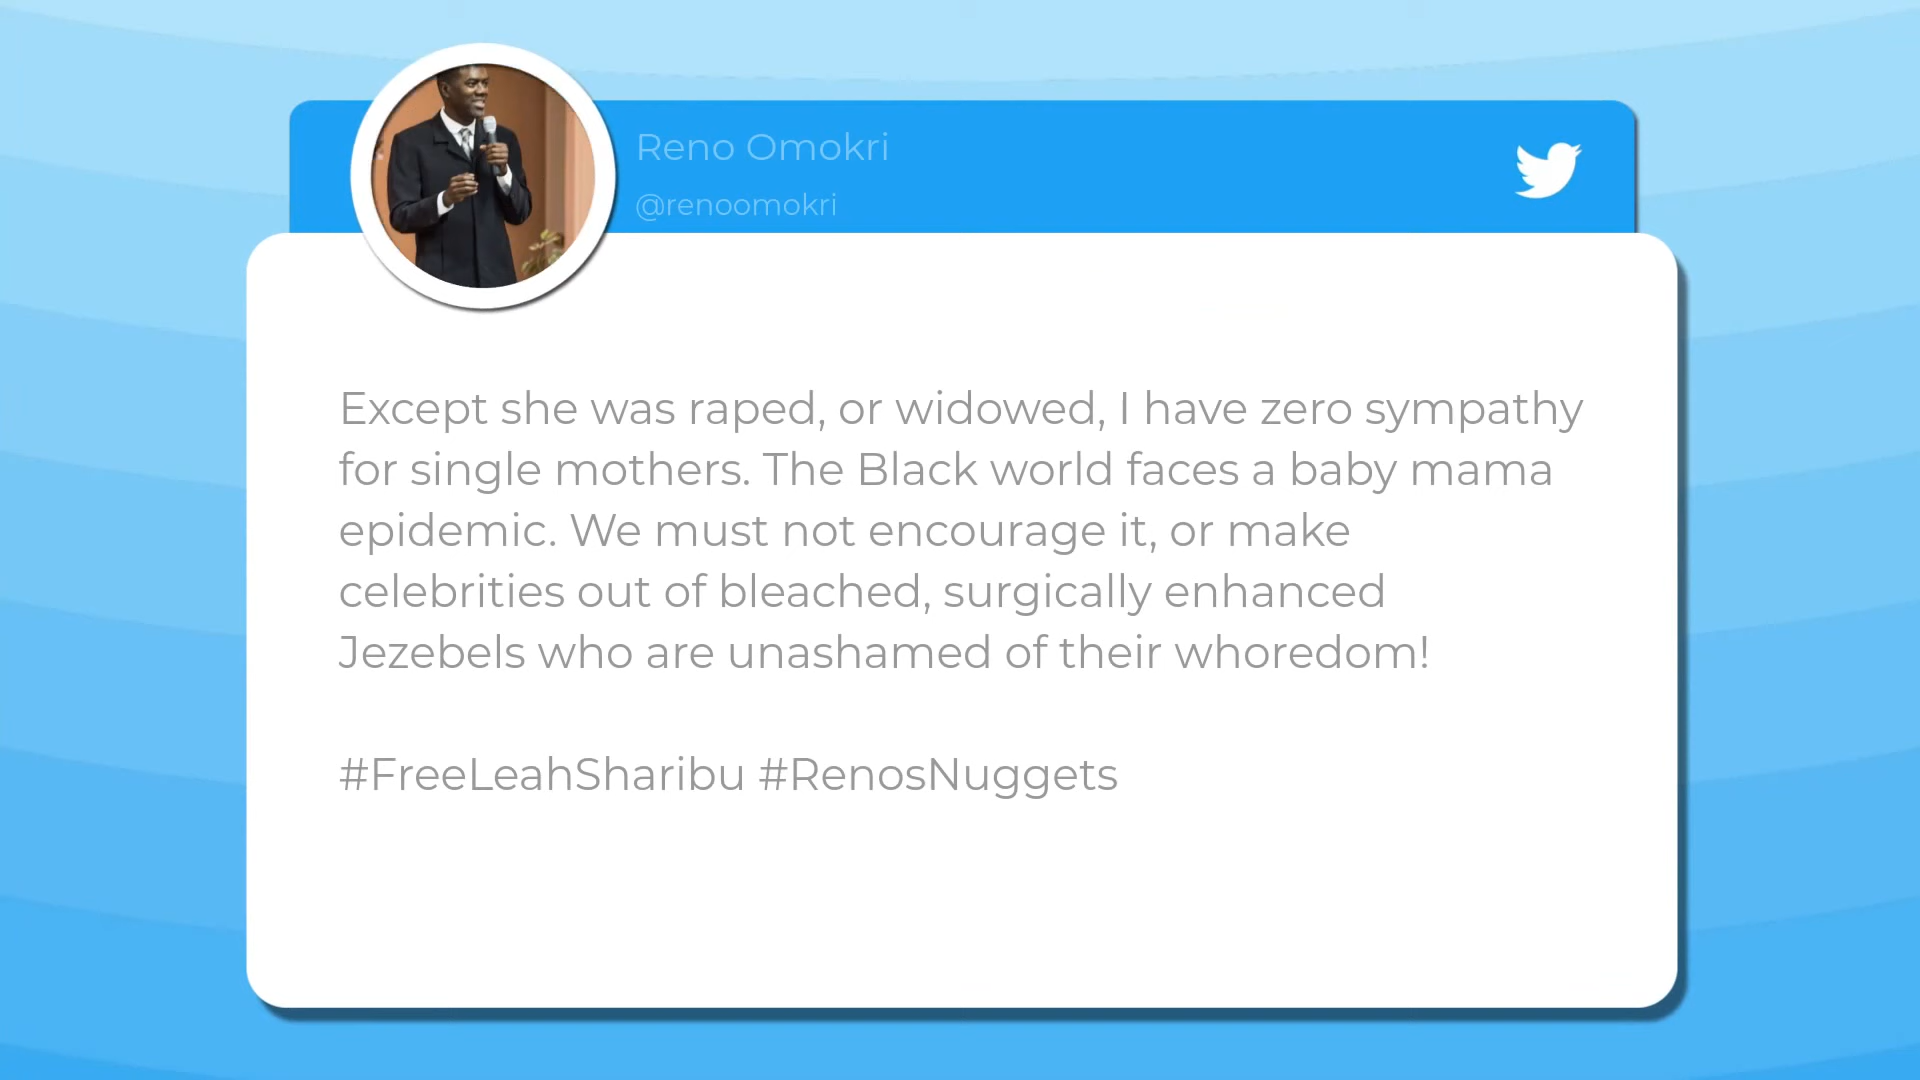 Reno Omokri
@renoomokri
Except she was raped, or widowed, I have zero sympathy
for single mothers. The Black world faces a baby mama
epidemic. We must not encourage it, or make
celebrities out of bleached, surgically enhanced
Jezebels who are unashamed of their whoredom!
#FreeLeahSharibu #RenosNuggets